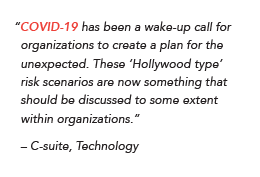 “COVID-19 has been a wake-up call for
organizations to create a plan for the
unexpected. These ‘Hollywood type’
risk scenarios are now something that
should be discussed to some extent
within organizations.”
– C-suite, Technology